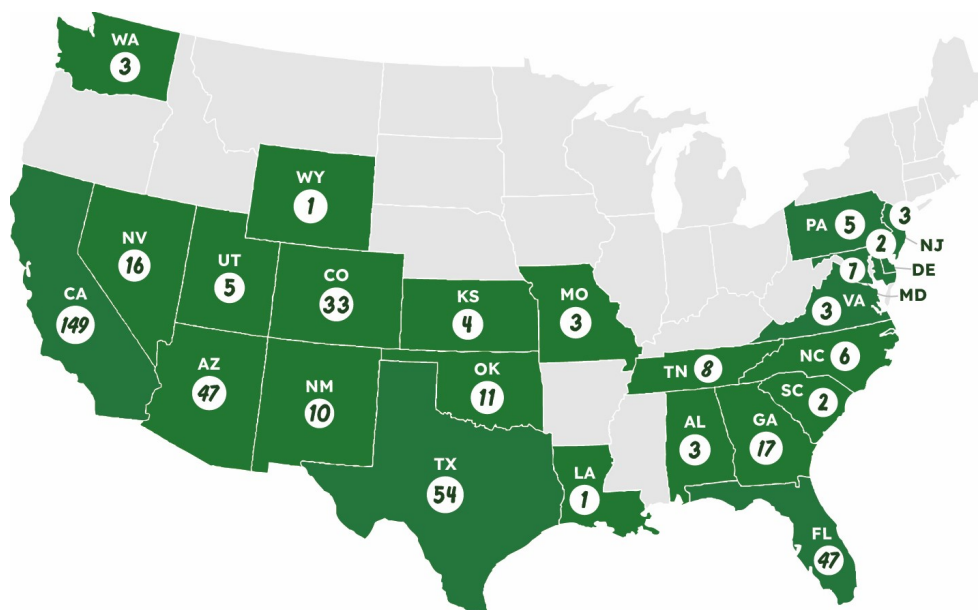 WA
3
WY
1
NV
16
UT
5
CO
33
CA
149
AZ
47
NM
10
KS
4
OK
11
TX
54
MO
3
LA
1
TN
8
AL
3
GA
17
FL
47
SC
2
NC
6
VA
3
PA
5
3
NJ
2
DE
7
MD